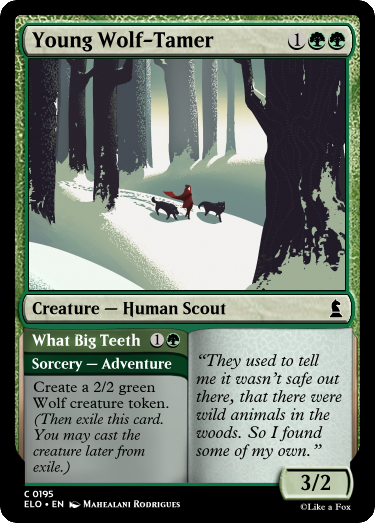 Young Wolf-Tamer 1
Creature — Human Scout
What Big Teeth 1
Sorcery — Adventure
Create a 2/2 green
Wolf creature token.
(Then exile this card.
You may cast the
creature later from
exile.)
“They used to tell
me it wasn’t safe out
there, that there were
wild animals in the
woods. So I found
some of my own.”
3/2
C 0195
ELO • EN Mahealani Rodrigues
©Like a Fox